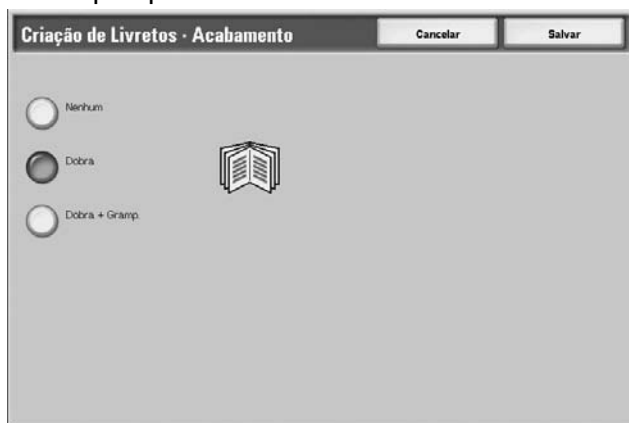 Criação de Livretos · Acabamento
Cancelar
Salvar
Nenhum
Dobra
Dobra + Gramp.